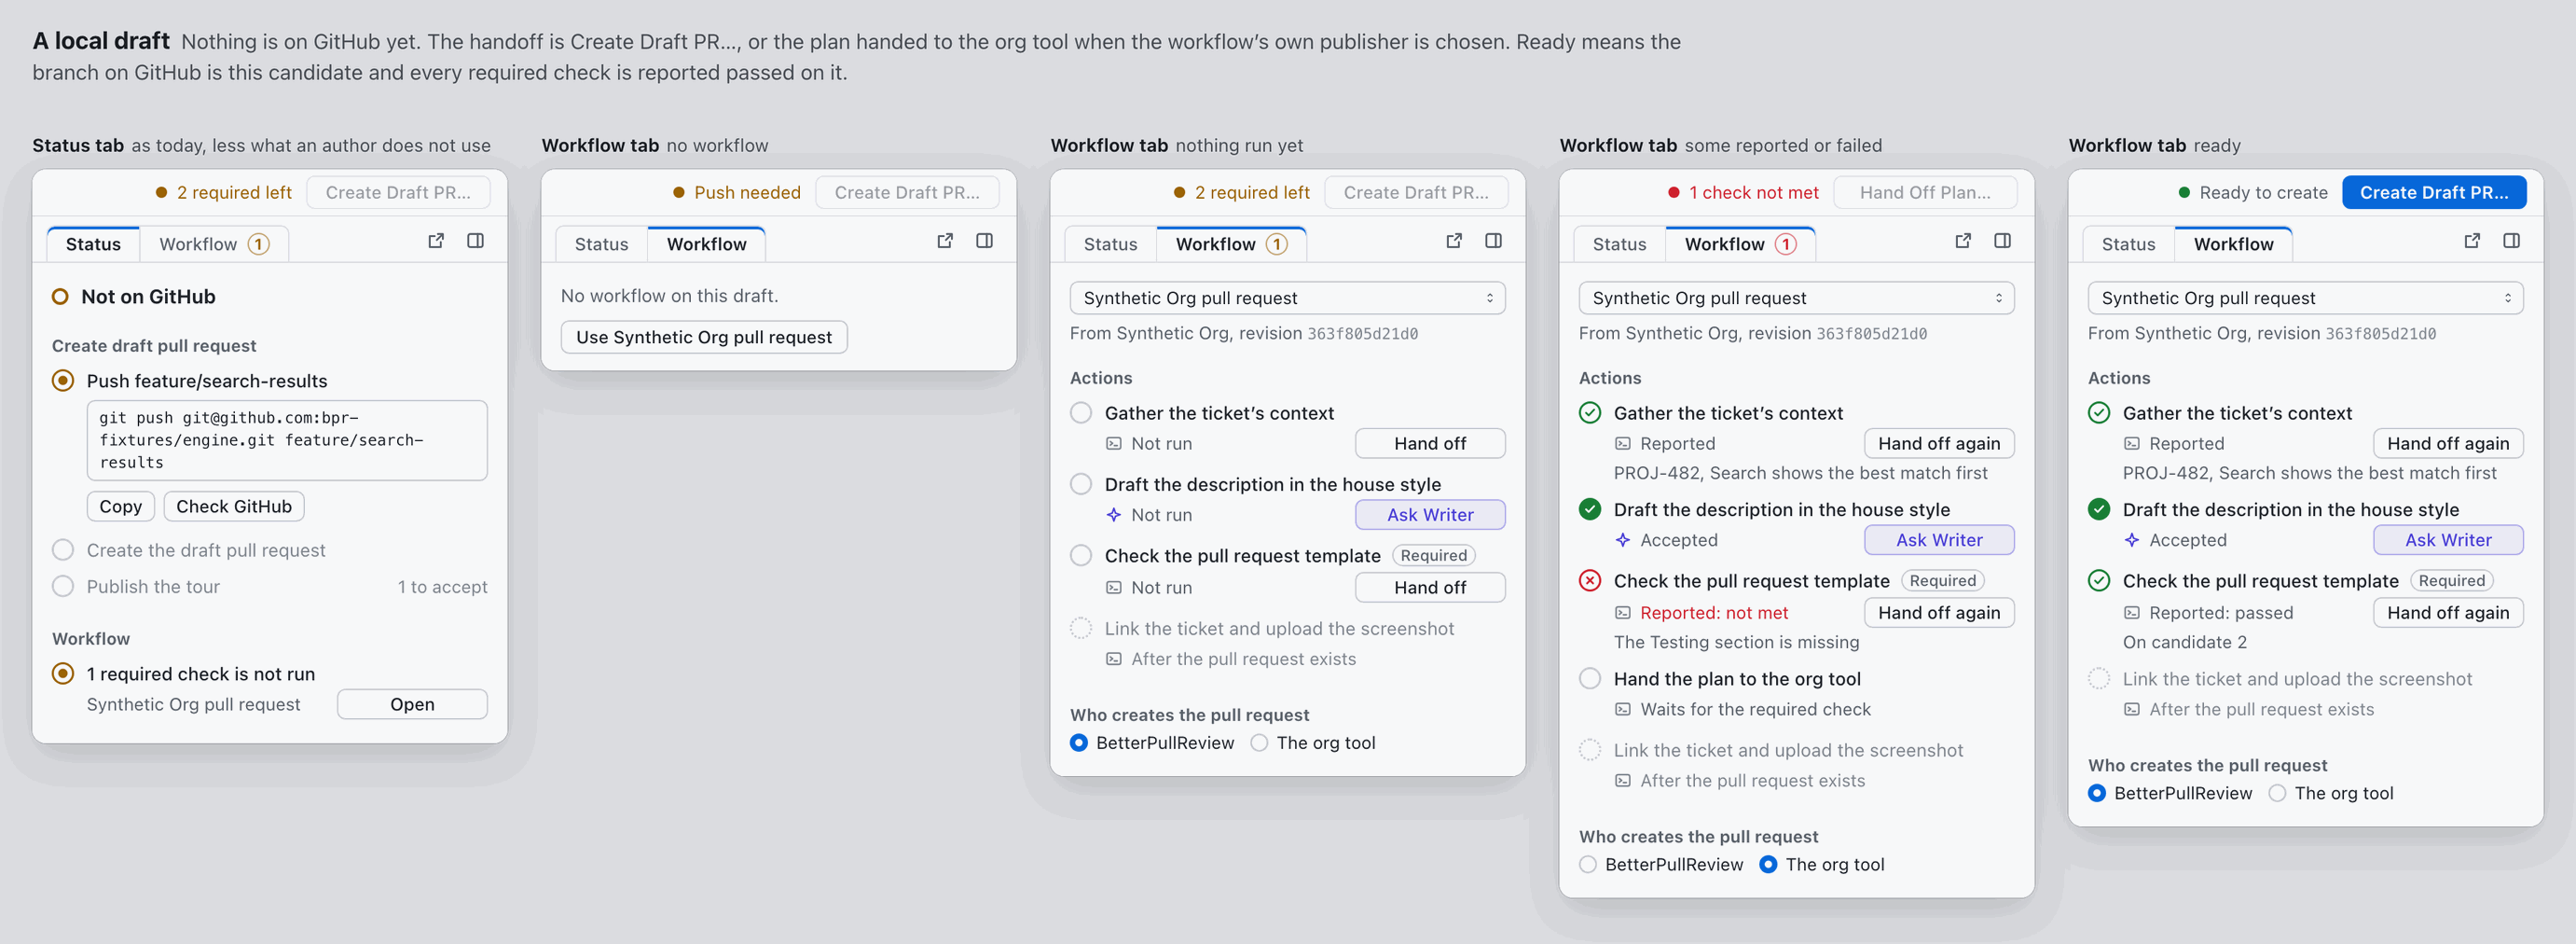 A local draft Nothing is on GitHub yet. The handoff is Create Draft PR…, or the plan handed to the org tool when the workflow’s own publisher is chosen. Ready means the
branch on GitHub is this candidate and every required check is reported passed on it.
Status tab as today, less what an author does not use
2 required left Create Draft PR…
Status Workflow 1
Not on GitHub
Create draft pull request
Push feature/search-results
git push git@github.com:bpr-
fixtures/engine.git feature/search-
results
Copy Check GitHub
Create the draft pull request
Publish the tour 1 to accept
Workflow
1 required check is not run
Synthetic Org pull request Open
Workflow tab no workflow
Push needed Create Draft PR…
Status Workflow
No workflow on this draft.
Use Synthetic Org pull request
Workflow tab nothing run yet
2 required left Create Draft PR…
Status Workflow 1
Synthetic Org pull request
From Synthetic Org, revision 363f805d21d0
Actions
Gather the ticket’s context
Not run Hand off
Draft the description in the house style
Not run Ask Writer
Check the pull request template Required
Not run Hand off
Link the ticket and upload the screenshot
After the pull request exists
Who creates the pull request
BetterPullReview The org tool
Workflow tab some reported or failed
1 check not met Hand Off Plan…
Status Workflow 1
Synthetic Org pull request
From Synthetic Org, revision 363f805d21d0
Actions
Gather the ticket’s context
Reported Hand off again
PROJ-482, Search shows the best match first
Draft the description in the house style
Accepted Ask Writer
Check the pull request template Required
Reported: not met Hand off again
The Testing section is missing
Hand the plan to the org tool
Waits for the required check
Link the ticket and upload the screenshot
After the pull request exists
Who creates the pull request
BetterPullReview The org tool
Workflow tab ready
Ready to create Create Draft PR…
Status Workflow
Synthetic Org pull request
From Synthetic Org, revision 363f805d21d0
Actions
Gather the ticket’s context
Reported Hand off again
PROJ-482, Search shows the best match first
Draft the description in the house style
Accepted Ask Writer
Check the pull request template Required
Reported: passed Hand off again
On candidate 2
Link the ticket and upload the screenshot
After the pull request exists
Who creates the pull request
BetterPullReview The org tool